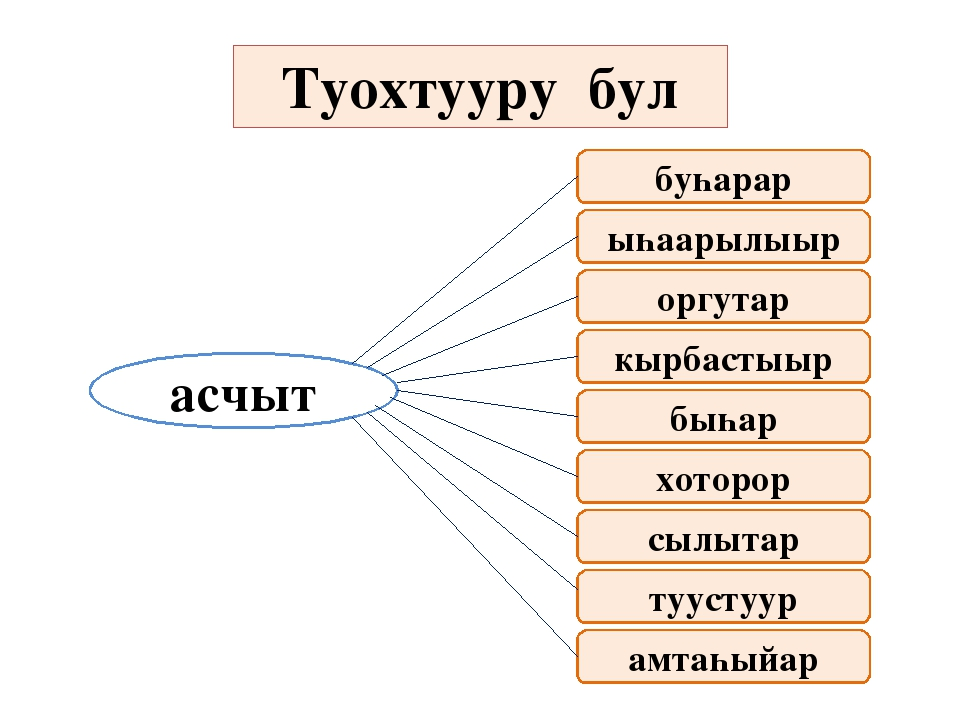 Туохтууру бул
буһарар
ыһаарылыыр
оргутар
кырбастыыр
быһар
асчыт
хоторор
сылытар
туустуур
амтаһыйар